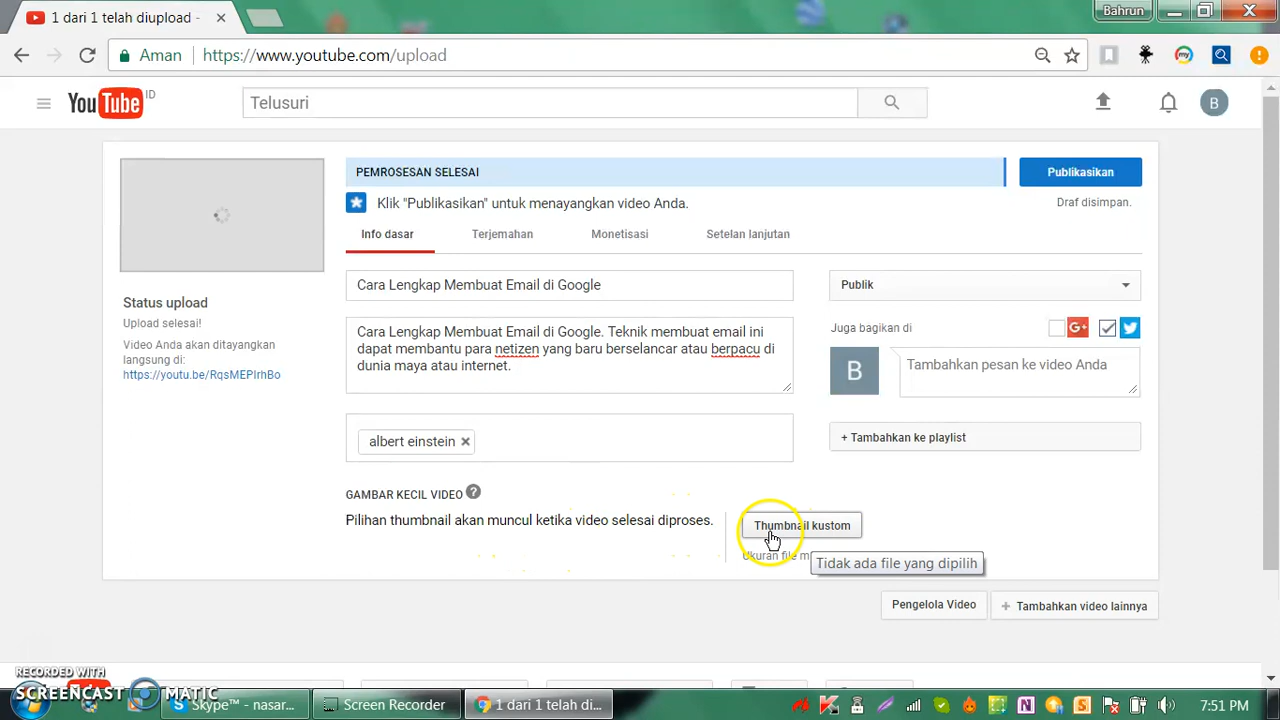 1 dari 1 telah diupload -
Bahrun
Aman
https://www.youtube.com/upload
YouTube ID
Telusuri
B
PEMROSESAN SELESAI
Publikasikan
Klik "Publikasikan" untuk menayangkan video Anda.
Draf disimpan.
Info dasar
Terjemahan
Monetisasi
Setelan lanjutan
Cara Lengkap Membuat Email di Google
Publik
Status upload
Upload selesai!
Video Anda akan ditayangkan
langsung di:
https://youtu.be/RqsMEPIrhBo
Cara Lengkap Membuat Email di Google. Teknik membuat email ini
dapat membantu para netizen yang baru berselancar atau berpacu di
dunia maya atau internet.
Juga bagikan di
G+
B
Tambahkan pesan ke video Anda
albert einstein
+ Tambahkan ke playlist
GAMBAR KECIL VIDEO ?
Pilihan thumbnail akan muncul ketika video selesai diproses.
Thumbnail kustom
Ukuran file m
Tidak ada file yang dipilih
Pengelola Video
+ Tambahkan video lainnya
RECORDED WITH
SCREENCAST MATIC
Skype™ - nasar...
Screen Recorder
1 dari 1 telah di...
7:51 PM